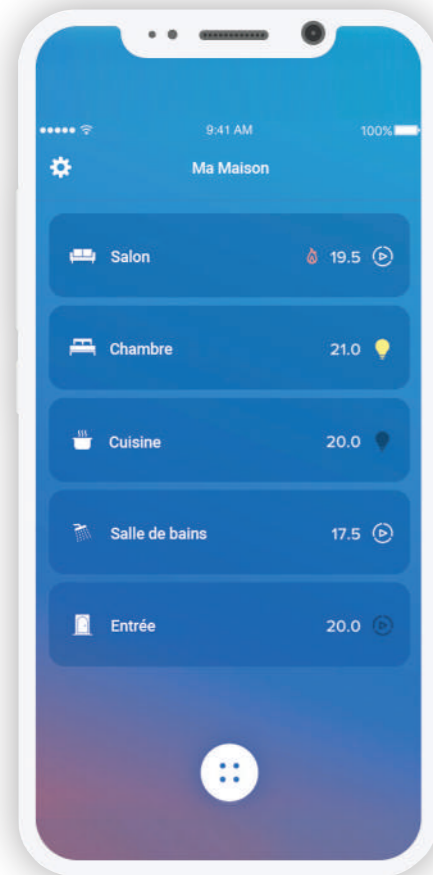 9:41 AM 100%
Ma Maison
Salon 19.5
Chambre 21.0
Cuisine 20.0
Salle de bains 17.5
Entrée 20.0